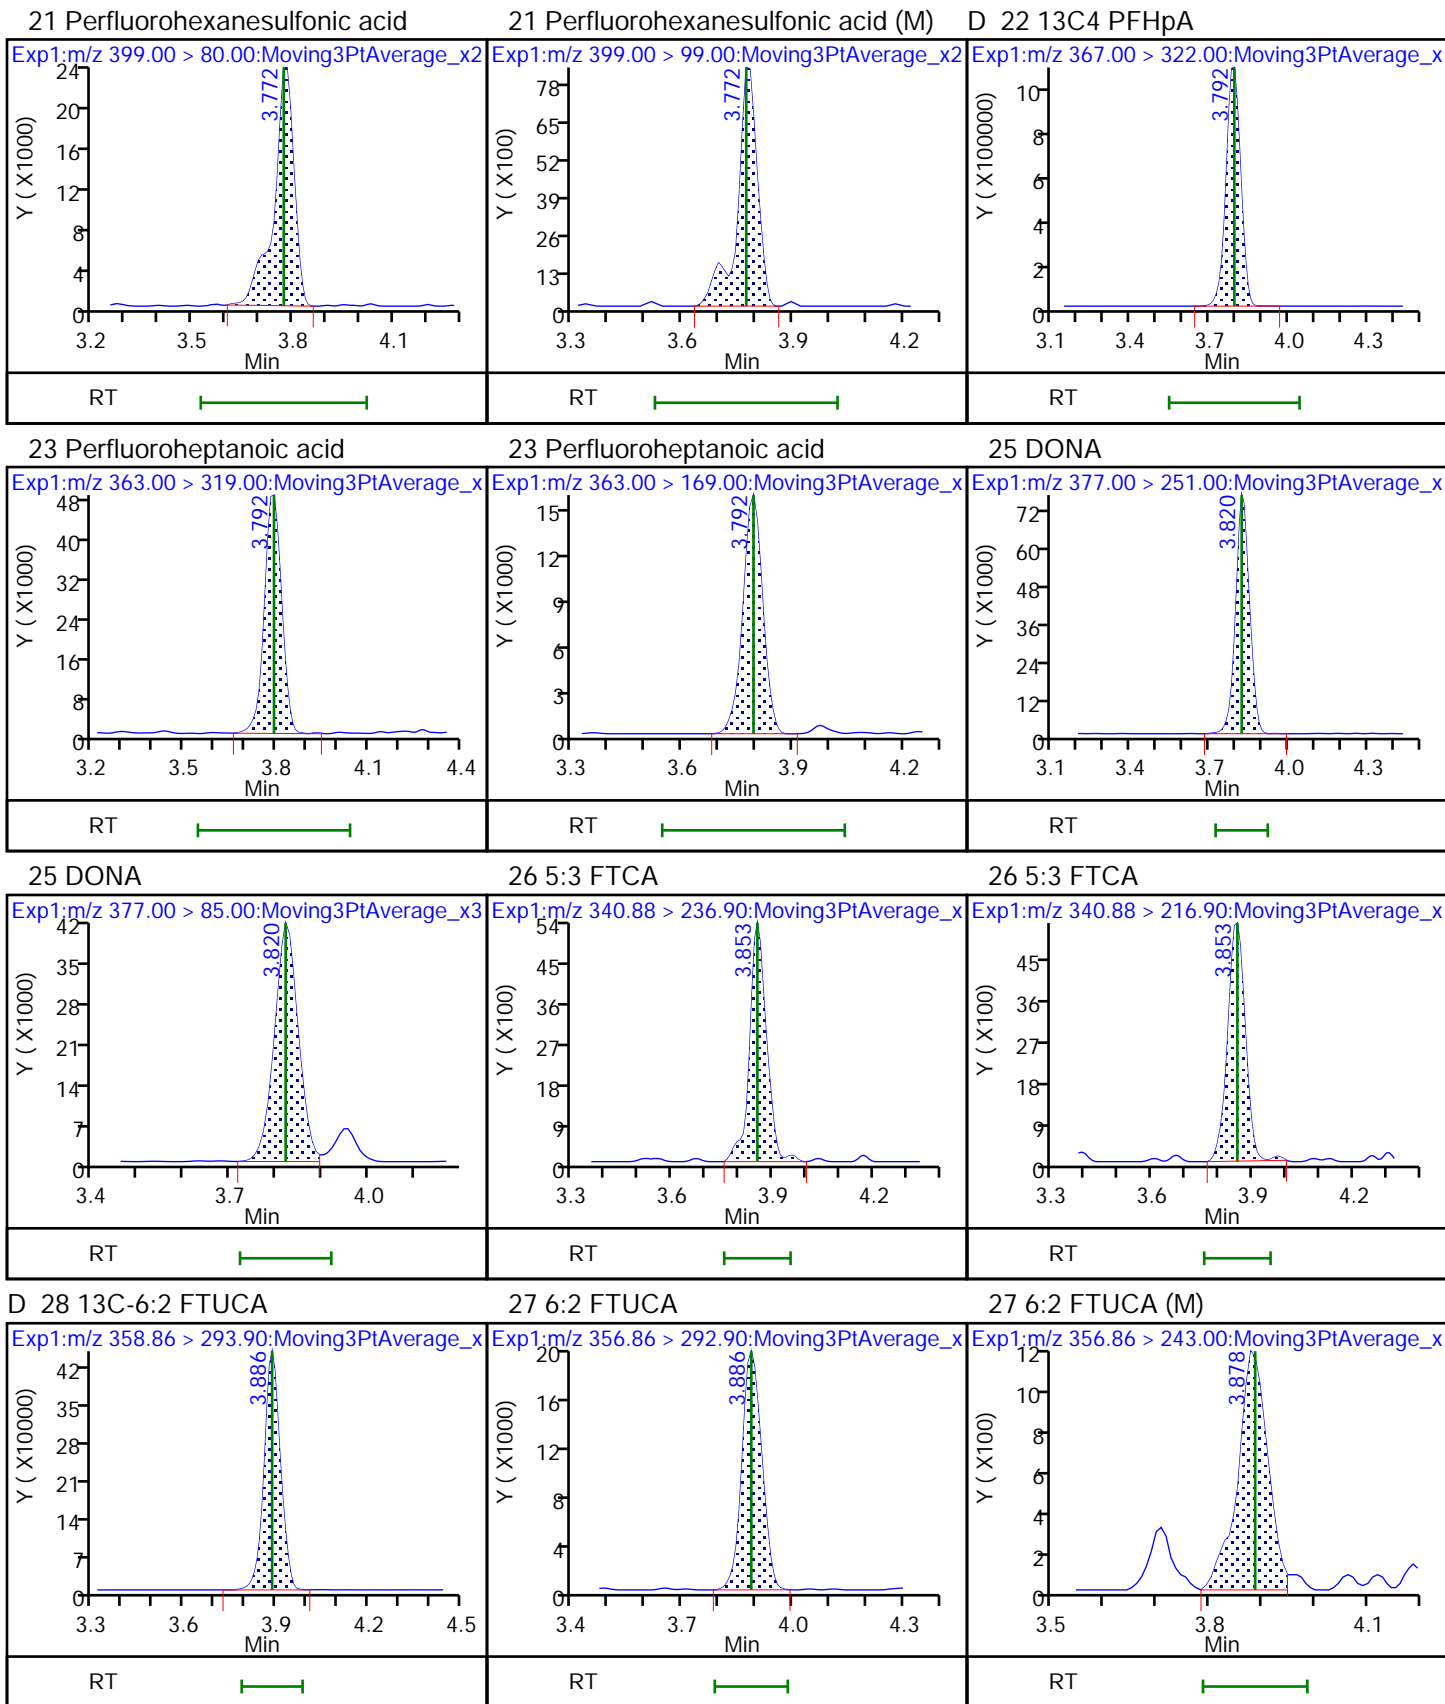 21 Perfluorohexanesulfonic acid
Exp1:m/z 399.00 > 80.00:Moving3PtAverage_x2
3.772
24
20
16
12
8
4
0
Y ( X1000)
3.2 3.5 3.8 4.1
Min
RT
21 Perfluorohexanesulfonic acid (M)
Exp1:m/z 399.00 > 99.00:Moving3PtAverage_x2
3.772
78
65
52
39
26
13
0
Y ( X100)
3.3 3.6 3.9 4.2
Min
RT
D 22 13C4 PFHpA
Exp1:m/z 367.00 > 322.00:Moving3PtAverage_x
3.792
10
8
6
4
2
0
Y ( X100000)
3.1 3.4 3.7 4.0 4.3
Min
RT
23 Perfluoroheptanoic acid
Exp1:m/z 363.00 > 319.00:Moving3PtAverage_x
3.792
48
40
32
24
16
8
0
Y ( X1000)
3.2 3.5 3.8 4.1 4.4
Min
RT
23 Perfluoroheptanoic acid
Exp1:m/z 363.00 > 169.00:Moving3PtAverage_x
3.792
15
12
9
6
3
0
Y ( X1000)
3.3 3.6 3.9 4.2
Min
RT
25 DONA
Exp1:m/z 377.00 > 251.00:Moving3PtAverage_x
3.820
72
60
48
36
24
12
0
Y ( X1000)
3.1 3.4 3.7 4.0 4.3
Min
RT
25 DONA
Exp1:m/z 377.00 > 85.00:Moving3PtAverage_x3
3.820
42
35
28
21
14
7
0
Y ( X1000)
3.4 3.7 4.0
Min
RT
26 5:3 FTCA
Exp1:m/z 340.88 > 236.90:Moving3PtAverage_x
3.853
54
45
36
27
18
9
0
Y ( X100)
3.3 3.6 3.9 4.2
Min
RT
26 5:3 FTCA
Exp1:m/z 340.88 > 216.90:Moving3PtAverage_x
3.853
45
36
27
18
9
0
Y ( X100)
3.3 3.6 3.9 4.2
Min
RT
D 28 13C-6:2 FTUCA
Exp1:m/z 358.86 > 293.90:Moving3PtAverage_x
3.886
42
35
28
21
14
7
0
Y ( X10000)
3.3 3.6 3.9 4.2 4.5
Min
RT
27 6:2 FTUCA
Exp1:m/z 356.86 > 292.90:Moving3PtAverage_x
3.886
20
16
12
8
4
0
Y ( X1000)
3.4 3.7 4.0 4.3
Min
RT
27 6:2 FTUCA (M)
Exp1:m/z 356.86 > 243.00:Moving3PtAverage_x
3.878
12
10
8
6
4
2
0
Y ( X100)
3.5 3.8 4.1
Min
RT